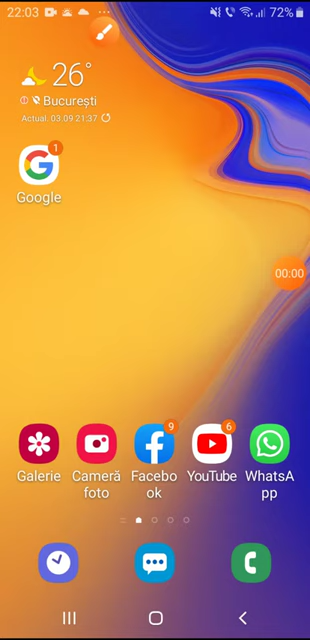 22:03
72%
26°
București
Actual. 03.09 21:37
1
Google
00:00
9
6
Galerie
Cameră
foto
Facebo
ok
YouTube
WhatsA
pp